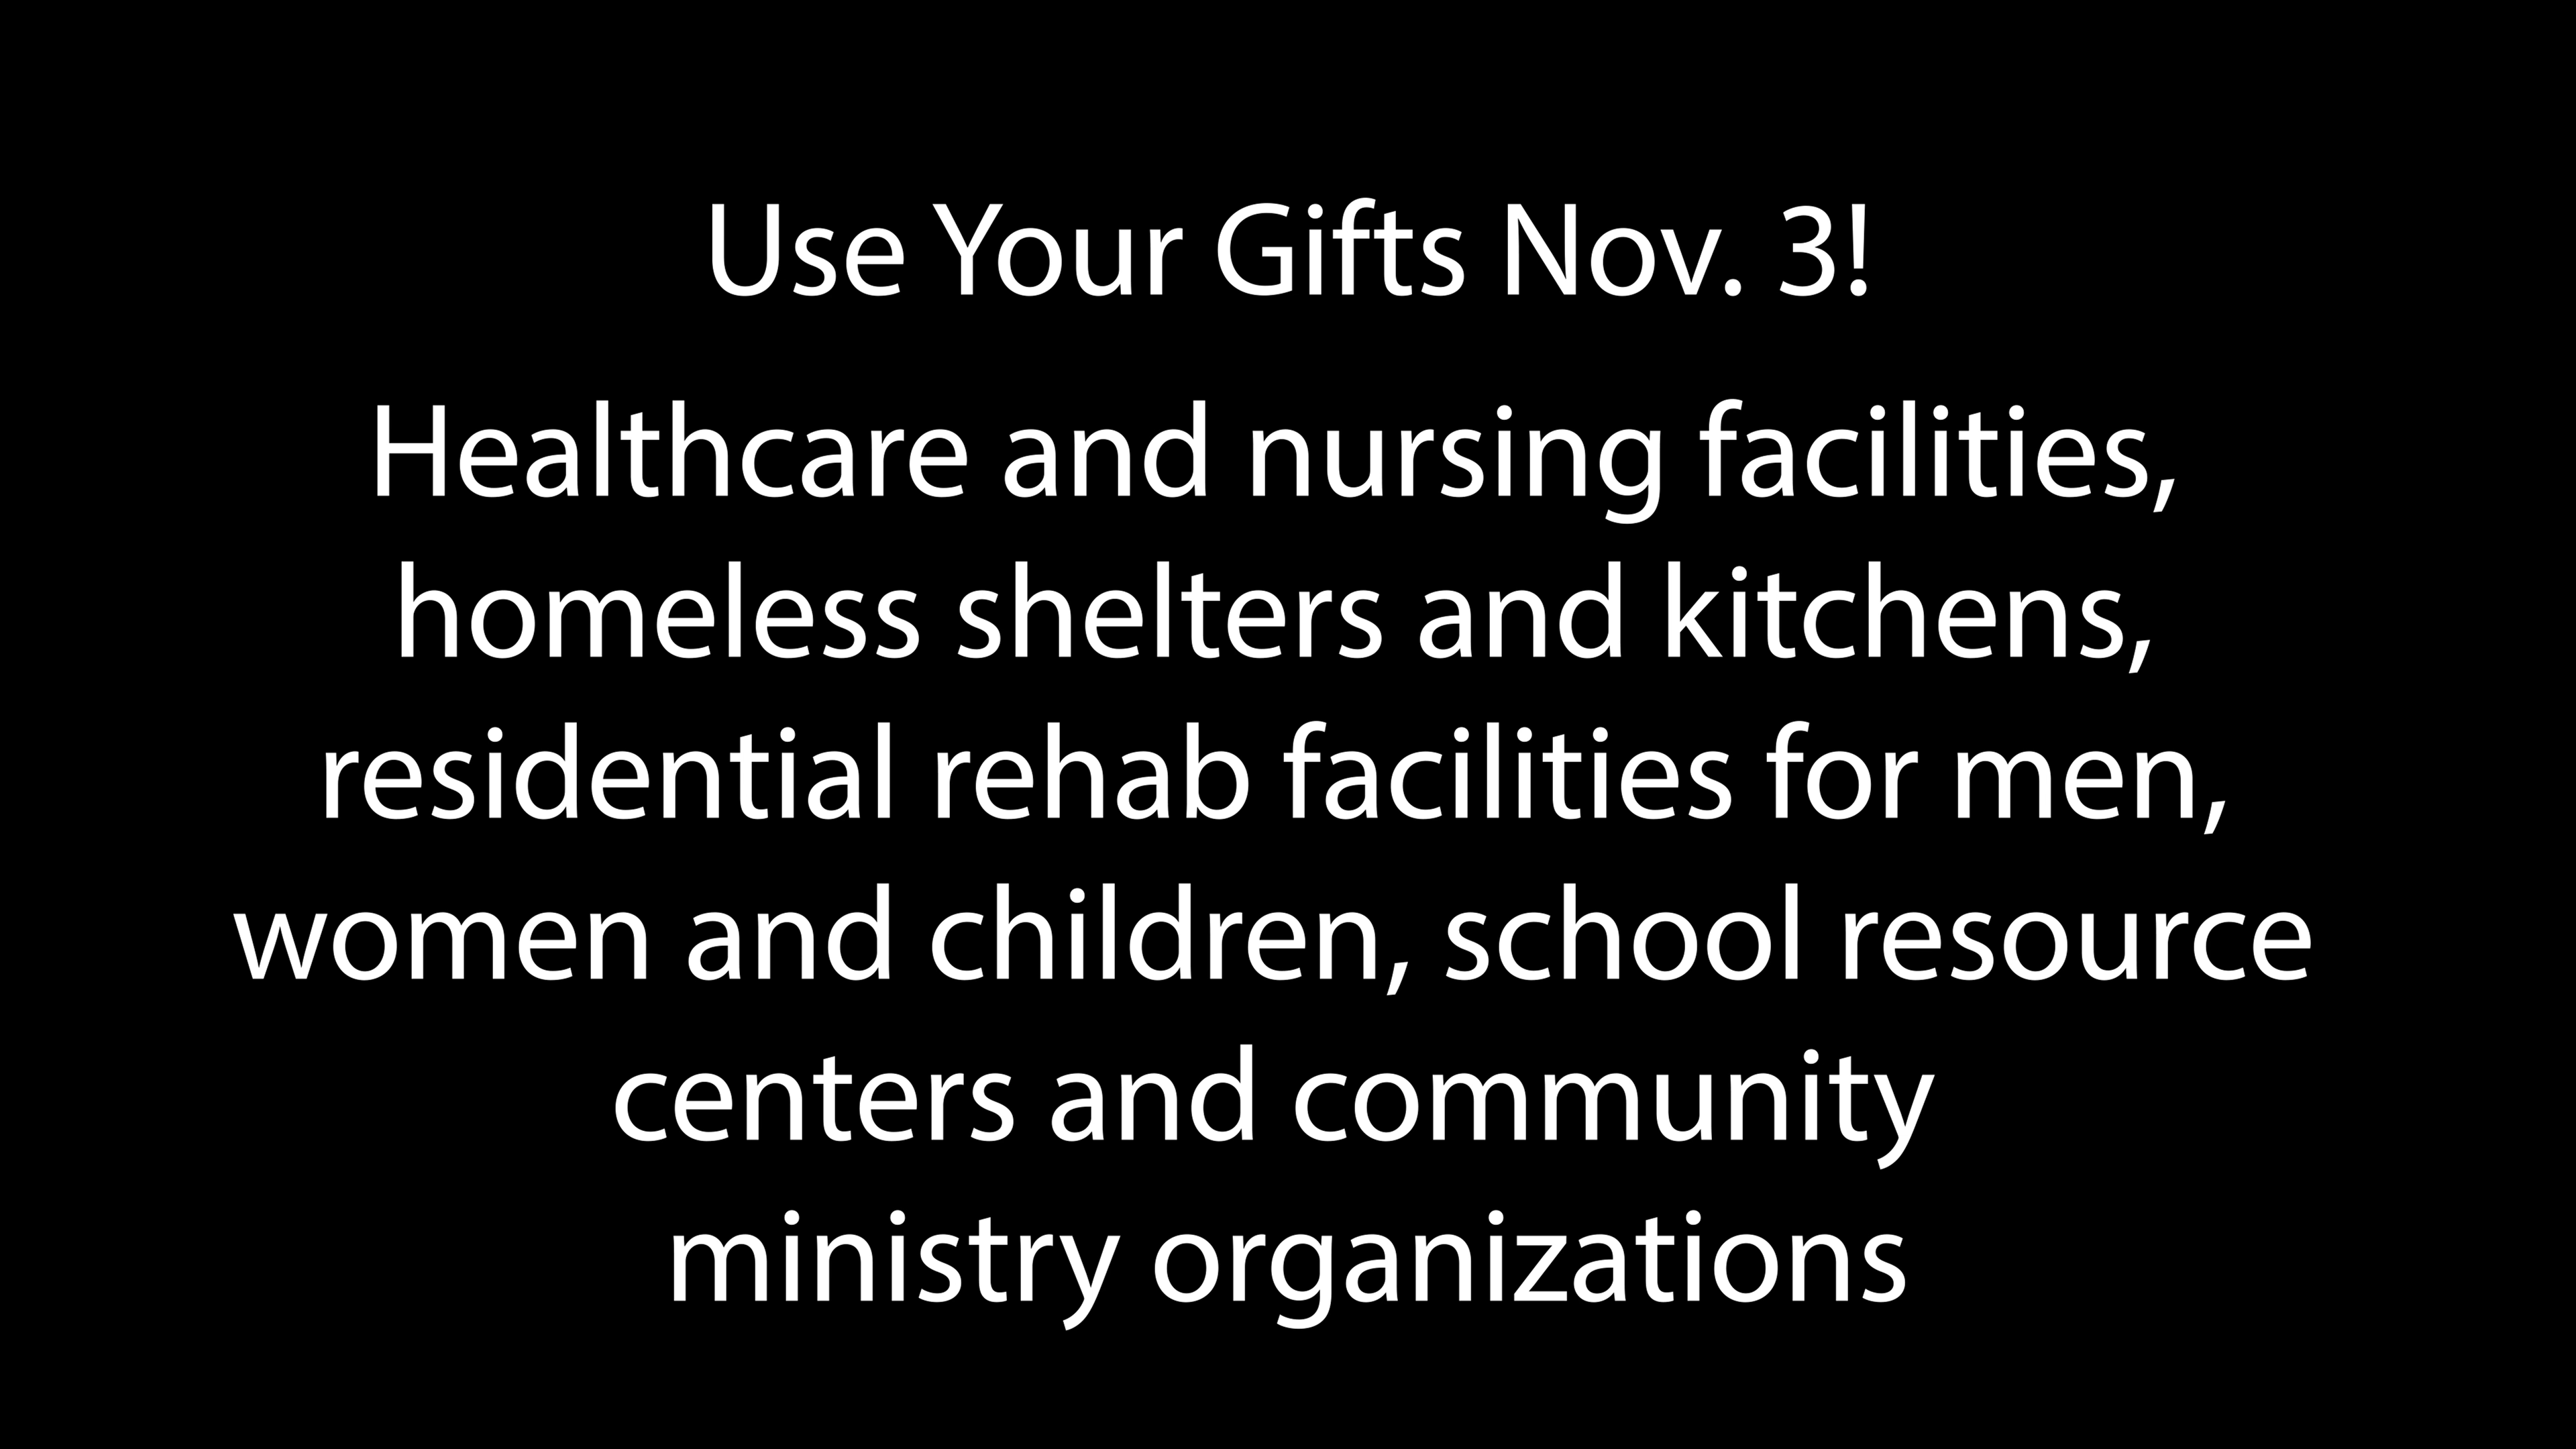 Use Your Gifts Nov. 3!
Healthcare and nursing facilities,
homeless shelters and kitchens,
residential rehab facilities for men,
women and children, school resource
centers and community
ministry organizations